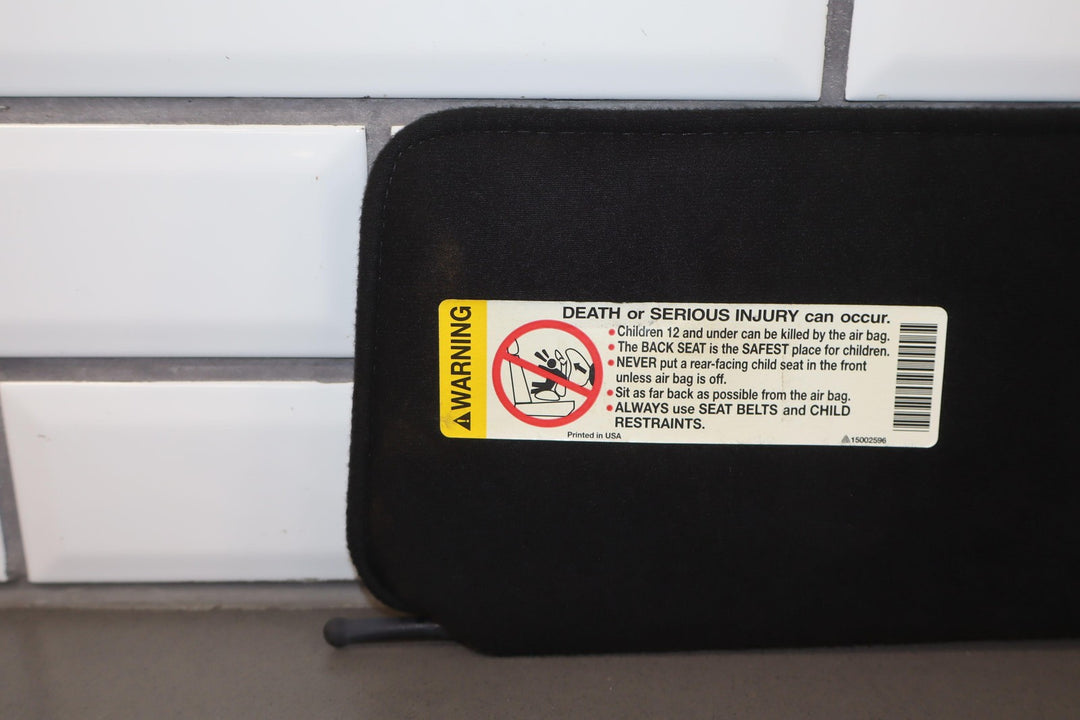 WARNING
DEATH or SERIOUS INJURY can occur.
• Children 12 and under can be killed by the air bag.
• The BACK SEAT is the SAFEST place for children.
• NEVER put a rear-facing child seat in the front
unless air bag is off.
• Sit as far back as possible from the air bag.
• ALWAYS use SEAT BELTS and CHILD
RESTRAINTS.
Printed in USA
15002596